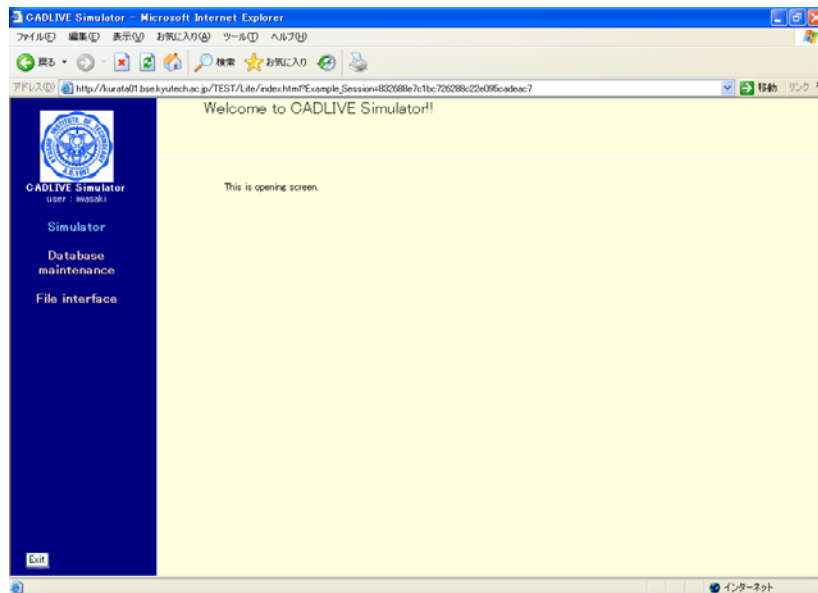 CADLIVE Simulator - Microsoft Internet Explorer
ファイル(F) 編集(E) 表示(V) お気に入り(A) ツール(T) ヘルプ(H)
戻る 検索 お気に入り
アドレス(D) http://kurata01.bse.kyutech.ac.jp/TEST/Life/index.html?Example_Session=832688e7c1bc726288c22e095cadeac7 移動 リンク
Welcome to CADLIVE Simulator!!
This is opening screen.
CADLIVE Simulator
user : iwasaki
Simulator
Database
maintenance
File interface
Exit
インターネット